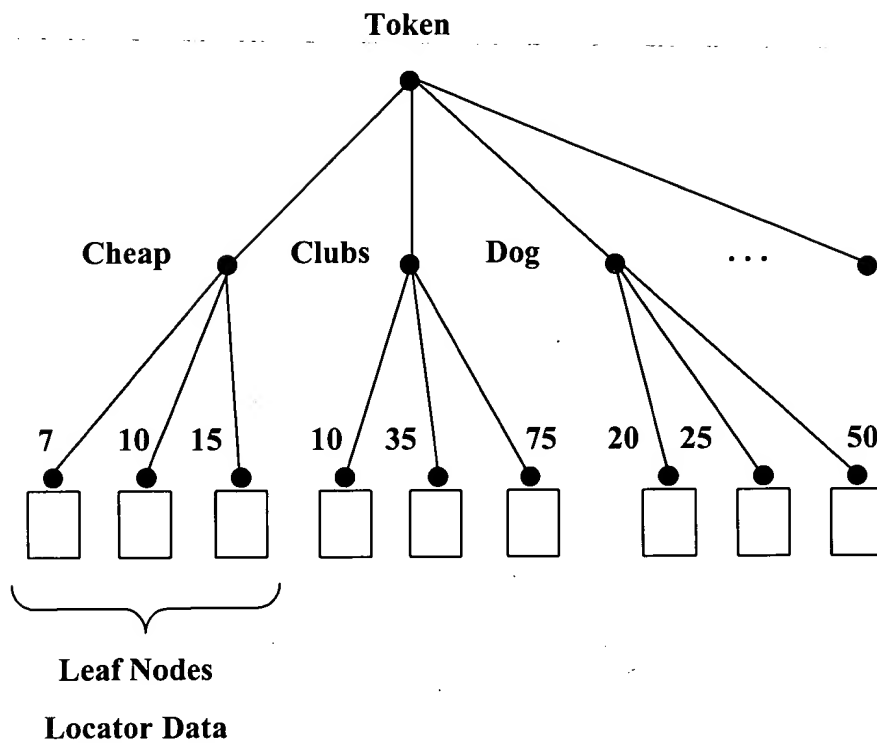 Token
Cheap Clubs Dog ...
7 10 15 10 35 75 20 25 50
Leaf Nodes
Locator Data